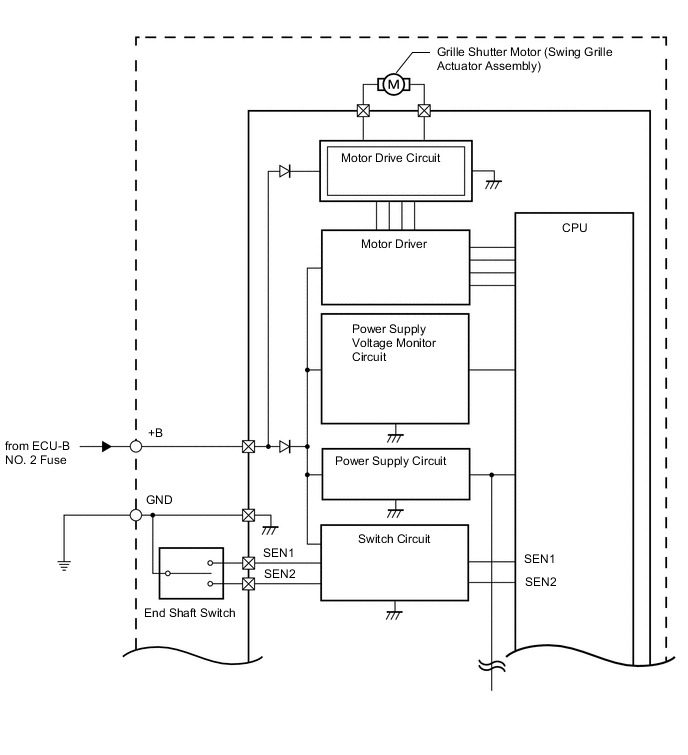 Grille Shutter Motor (Swing Grille
Actuator Assembly)
M
Motor Drive Circuit
Motor Driver
CPU
Power Supply
Voltage Monitor
Circuit
+B
from ECU-B
NO. 2 Fuse
Power Supply Circuit
GND
Switch Circuit
SEN1
SEN2
SEN1
SEN2
End Shaft Switch